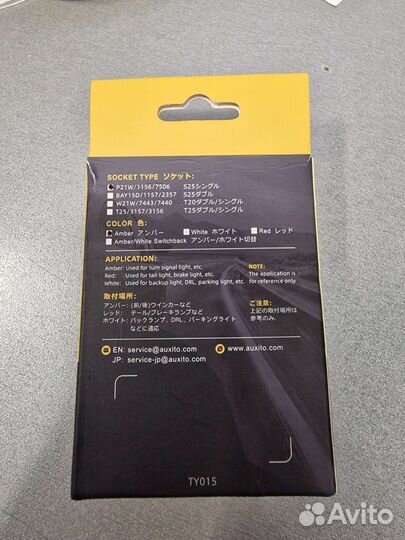 SOCKET TYPE ソケット:
P21W/1156/7506 S25シングル
BAY15D/1157/2357 S25ダブル
W21W/7443/7440 T20ダブル/シングル
T25/3157/3156 T25ダブル/シングル
COLOR 色:
Amber アンバー White ホワイト Red レッド
Amber/White Switchback アンバー/ホワイト切替
APPLICATION:
Amber: Used for turn signal light, etc.
Red: Used for tail light, brake light, etc.
White: Used for backup light, DRL, parking light, etc.
NOTE:
The application is
for reference only
取付場所:
アンバー: (前/後)ウインカーなど
レッド: テール/ブレーキランプなど
ホワイト: バックランプ、DRL、パーキングライト
などに適応
ご注意:
上記の取付場所は
参考のみ.
EN: service@auxito.com www.auxito.com
JP: service-jp@auxito.com
TY015
Avito